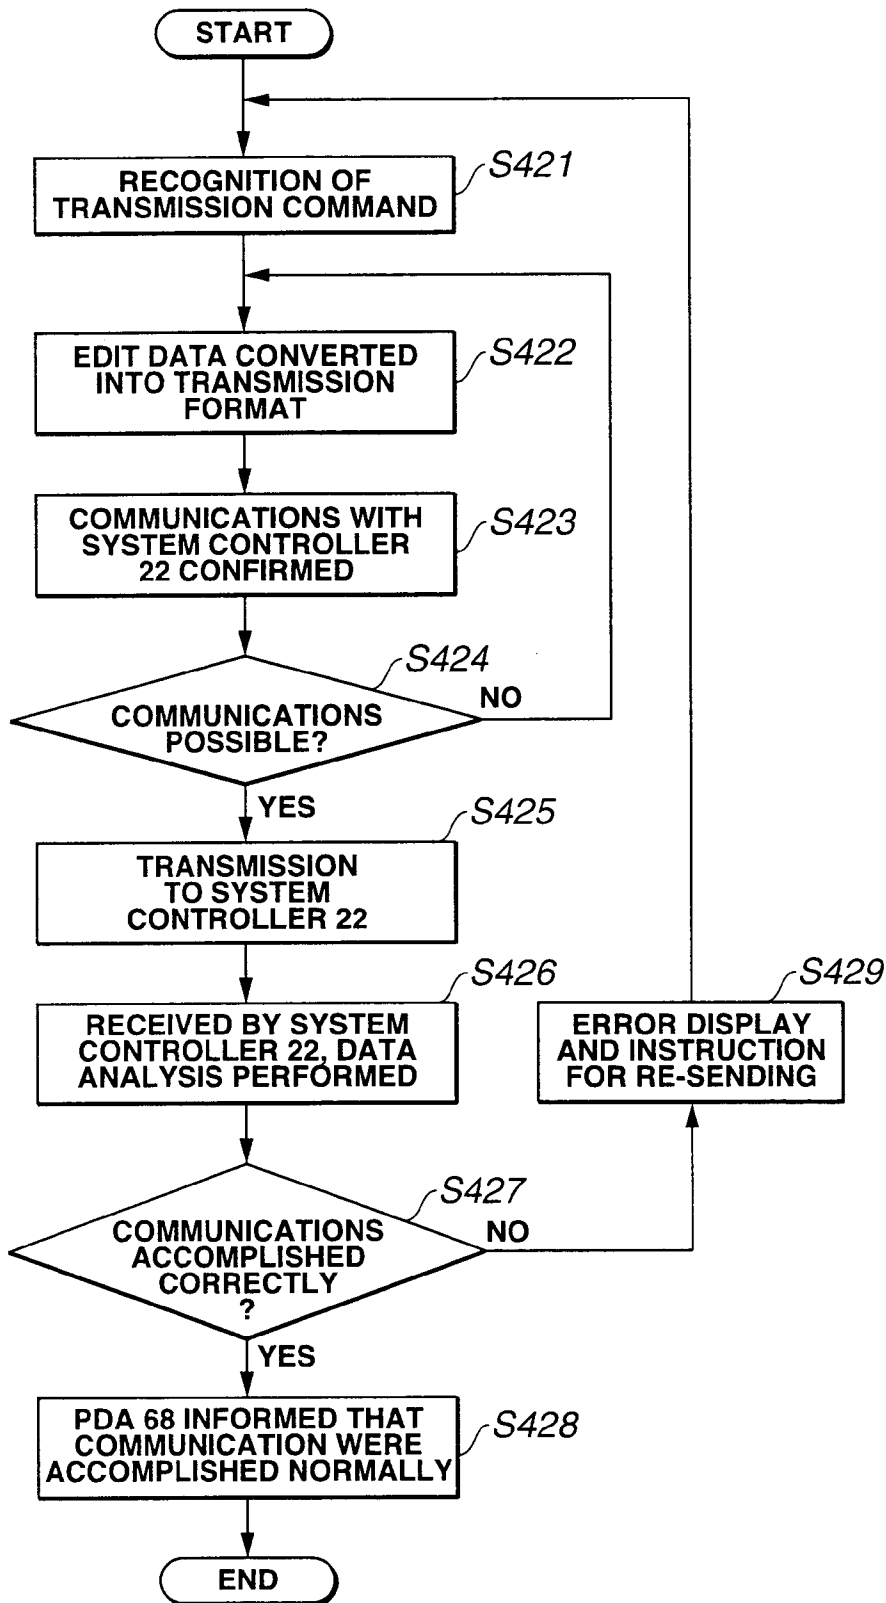 START
S421
RECOGNITION OF
TRANSMISSION COMMAND
S422
EDIT DATA CONVERTED
INTO TRANSMISSION
FORMAT
S423
COMMUNICATIONS WITH
SYSTEM CONTROLLER
22 CONFIRMED
S424
NO
COMMUNICATIONS
POSSIBLE?
YES
S425
TRANSMISSION
TO SYSTEM
CONTROLLER 22
S426
RECEIVED BY SYSTEM
CONTROLLER 22, DATA
ANALYSIS PERFORMED
S429
ERROR DISPLAY
AND INSTRUCTION
FOR RE-SENDING
S427
NO
COMMUNICATIONS
ACCOMPLISHED
CORRECTLY
?
YES
S428
PDA 68 INFORMED THAT
COMMUNICATION WERE
ACCOMPLISHED NORMALLY
END